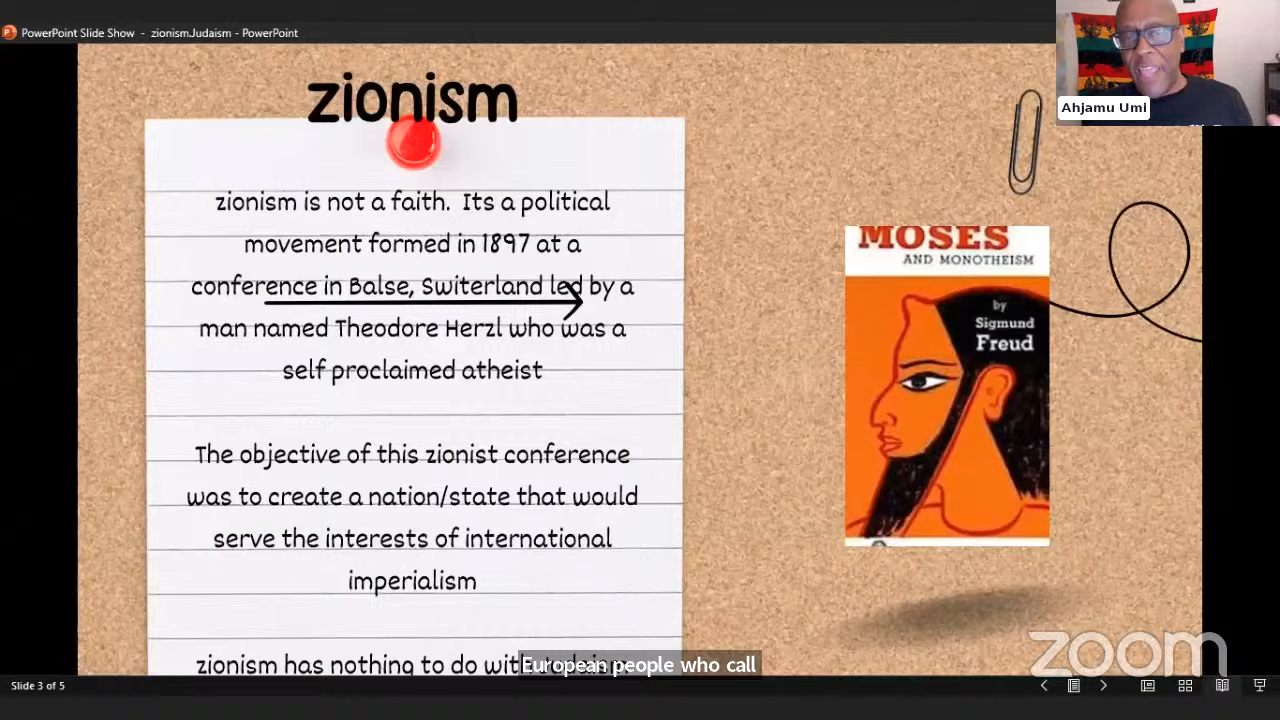 PowerPoint Slide Show - zionismJudaism - PowerPoint
Ahjamu Umi
zionism
zionism is not a faith. Its a political
movement formed in 1897 at a
conference in Balse, Switerland led by a
man named Theodore Herzl who was a
self proclaimed atheist
The objective of this zionist conference
was to create a nation/state that would
serve the interests of international
imperialism
zionism has nothing to do with
MOSES
AND MONOTHEISM
by
Sigmund
Freud
European people who call
zoom
Slide 3 of 5